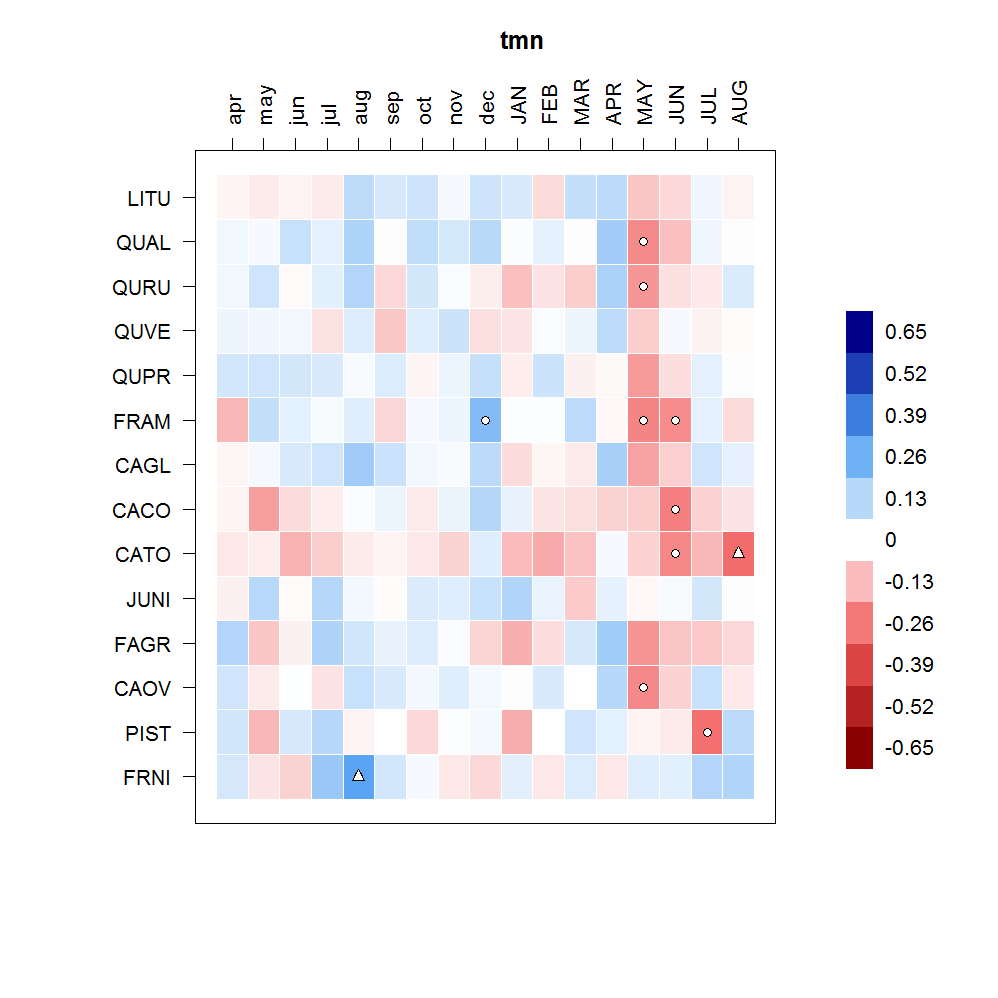 tmn
apr may jun jul aug sep oct nov dec JAN FEB MAR APR MAY JUN JUL AUG
LITU
QUAL
QURU
QUVE
QUPR
FRAM
CAGL
CACO
CATO
JUNI
FAGR
CAOV
PIST
FRNI
0.65
0.52
0.39
0.26
0.13
0
-0.13
-0.26
-0.39
-0.52
-0.65